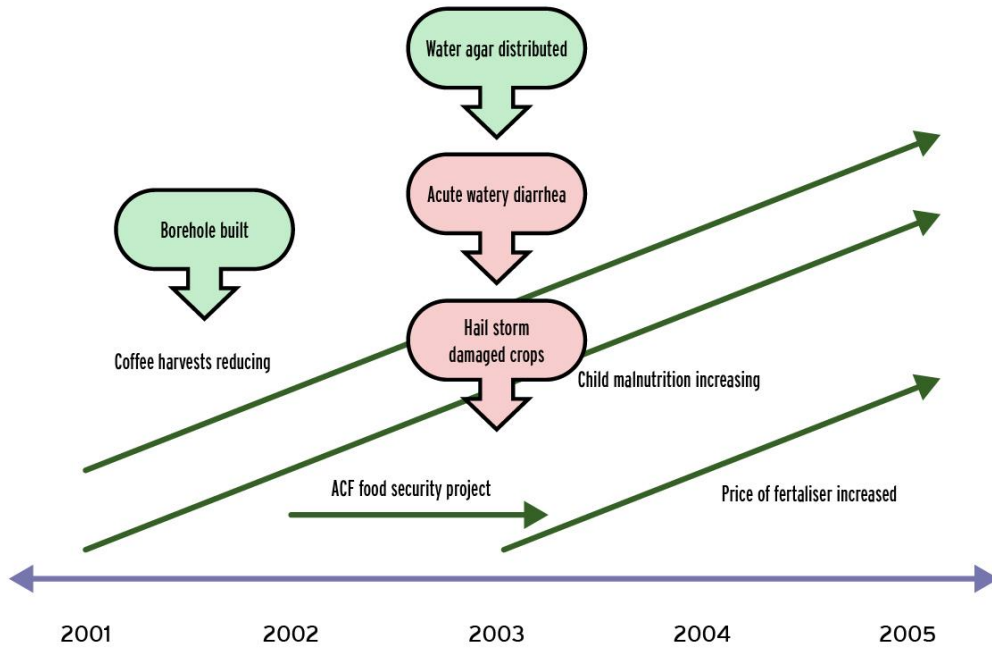 Water agar distributed
Acute watery diarrhea
Borehole built
Hail storm
damaged crops
Coffee harvests reducing
Child malnutrition increasing
ACF food security project
Price of fertaliser increased
2001 2002 2003 2004 2005